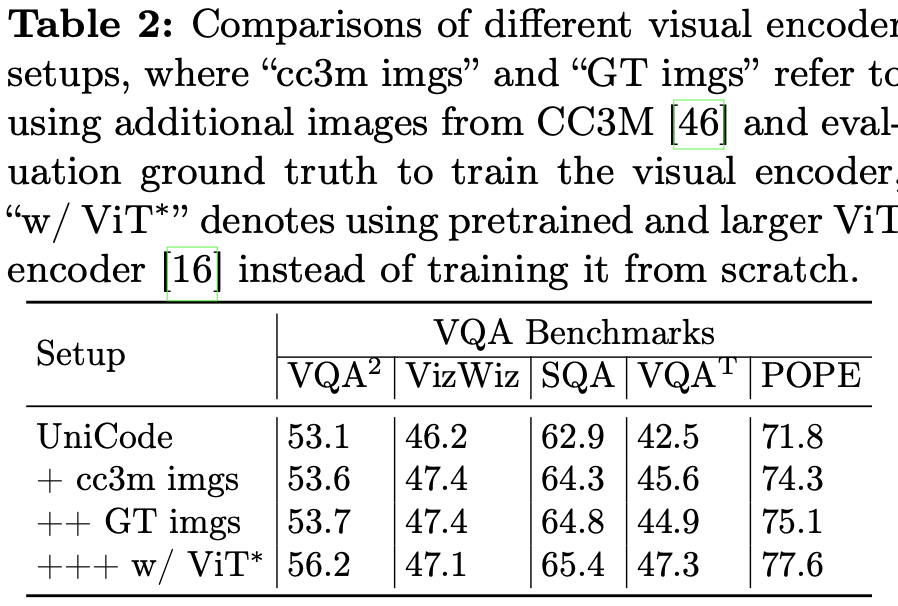 Table 2: Comparisons of different visual encoder
setups, where “cc3m imgs” and “GT imgs” refer to
using additional images from CC3M [46] and eval-
uation ground truth to train the visual encoder,
“w/ ViT*” denotes using pretrained and larger ViT
encoder [16] instead of training it from scratch.
Setup VQA Benchmarks
VQA² VizWiz SQA VQAᵀ POPE
UniCode 53.1 46.2 62.9 42.5 71.8
+ cc3m imgs 53.6 47.4 64.3 45.6 74.3
++ GT imgs 53.7 47.4 64.8 44.9 75.1
+++ w/ ViT* 56.2 47.1 65.4 47.3 77.6